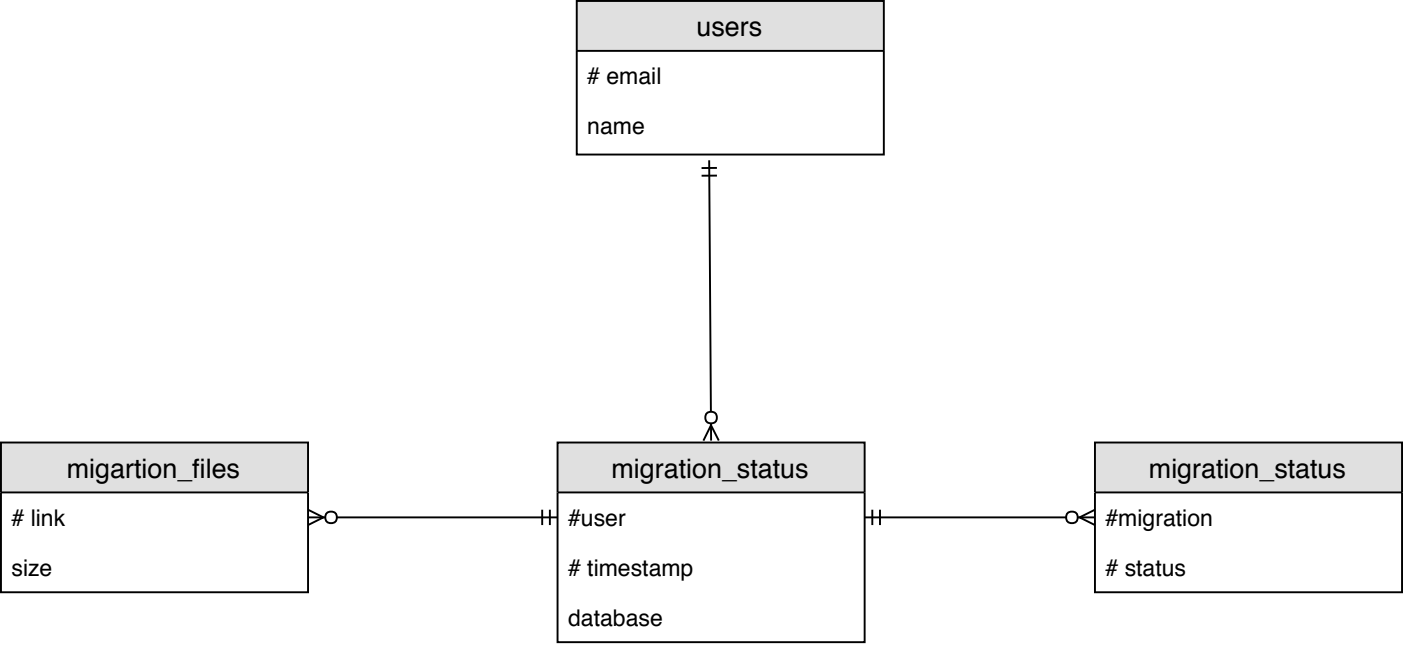 users
# email
name
migartion_files
# link
size
migration_status
#user
# timestamp
database
migration_status
#migration
# status